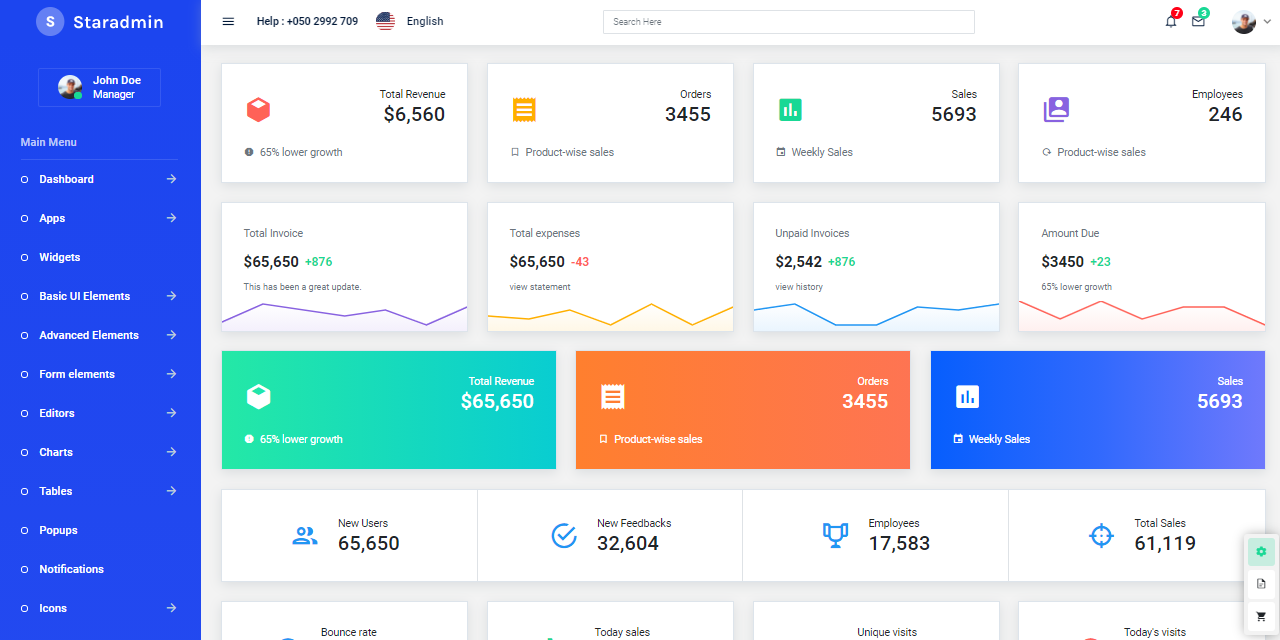 S Staradmin
Help : +050 2992 709
English
Search Here
7
3
John Doe
Manager
Main Menu
Dashboard
Apps
Widgets
Basic UI Elements
Advanced Elements
Form elements
Editors
Charts
Tables
Popups
Notifications
Icons
Total Revenue
$6,560
65% lower growth
Orders
3455
Product-wise sales
Sales
5693
Weekly Sales
Employees
246
Product-wise sales
Total Invoice
$65,650 +876
This has been a great update.
Total expenses
$65,650 -43
view statement
Unpaid Invoices
$2,542 +876
view history
Amount Due
$3450 +23
65% lower growth
Total Revenue
$65,650
65% lower growth
Orders
3455
Product-wise sales
Sales
5693
Weekly Sales
New Users
65,650
New Feedbacks
32,604
Employees
17,583
Total Sales
61,119
Bounce rate
Today sales
Unique visits
Today's visits